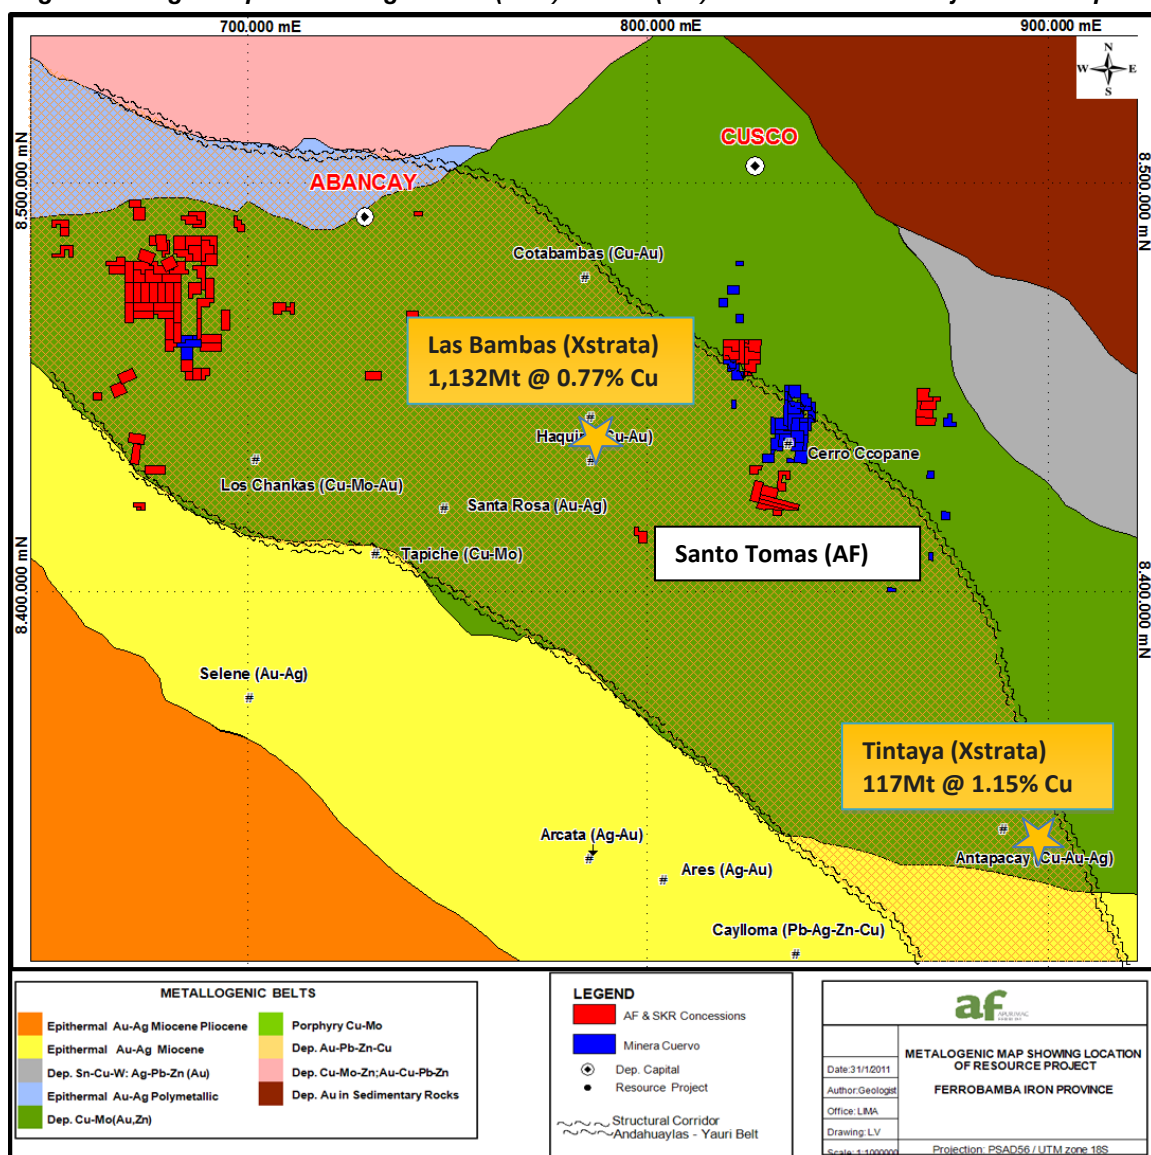 700.000 mE
800.000 mE
900.000 mE
N
W
E
S
8.500.000 mN
8.500.000 mN
CUSCO
ABANCAY
Cotabambas (Cu-Au)
Las Bambas (Xstrata)
1,132Mt @ 0.77% Cu
Cu-Au)
Cerro Ccopane
Los Chankas (Cu-Mo-Au)
Santa Rosa (Au-Ag)
Santo Tomas (AF)
Tapiche (Cu-Mo)
8.400.000 mN
8.400.000 mN
Selene (Au-Ag)
Tintaya (Xstrata)
117Mt @ 1.15% Cu
Arcata (Ag-Au)
Antapacay (Cu-Au-Ag)
Ares (Ag-Au)
Caylloma (Pb-Ag-Zn-Cu)
METALLOGENIC BELTS
Epithermal Au-Ag Miocene Pliocene
Epithermal Au-Ag Miocene
Dep. Sn-Cu-W: Ag-Pb-Zn (Au)
Epithermal Au-Ag Polymetallic
Dep. Cu-Mo(Au,Zn)
Porphyry Cu-Mo
Dep. Au-Pb-Zn-Cu
Dep. Cu-Mo-Zn;Au-Cu-Pb-Zn
Dep. Au in Sedimentary Rocks
LEGEND
AF & SKR Concessions
Minera Cuervo
Dep. Capital
Resource Project
Structural Corridor
Andahuaylas - Yauri Belt
af
APURIMAC
METALOGENIC MAP SHOWING LOCATION
OF RESOURCE PROJECT
FERROBAMBA IRON PROVINCE
Date:31/1/2011
Author:Geologist
Office: LIMA
Drawing: L.V
Scale: 1:1000000
Projection: PSAD56 / UTM zone 18S